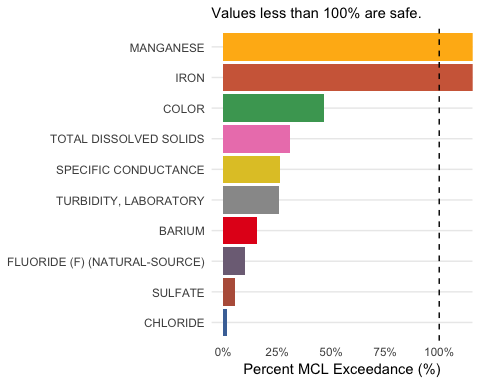 Values less than 100% are safe.
MANGANESE
IRON
COLOR
TOTAL DISSOLVED SOLIDS
SPECIFIC CONDUCTANCE
TURBIDITY, LABORATORY
BARIUM
FLUORIDE (F) (NATURAL-SOURCE)
SULFATE
CHLORIDE
0% 25% 50% 75% 100%
Percent MCL Exceedance (%)